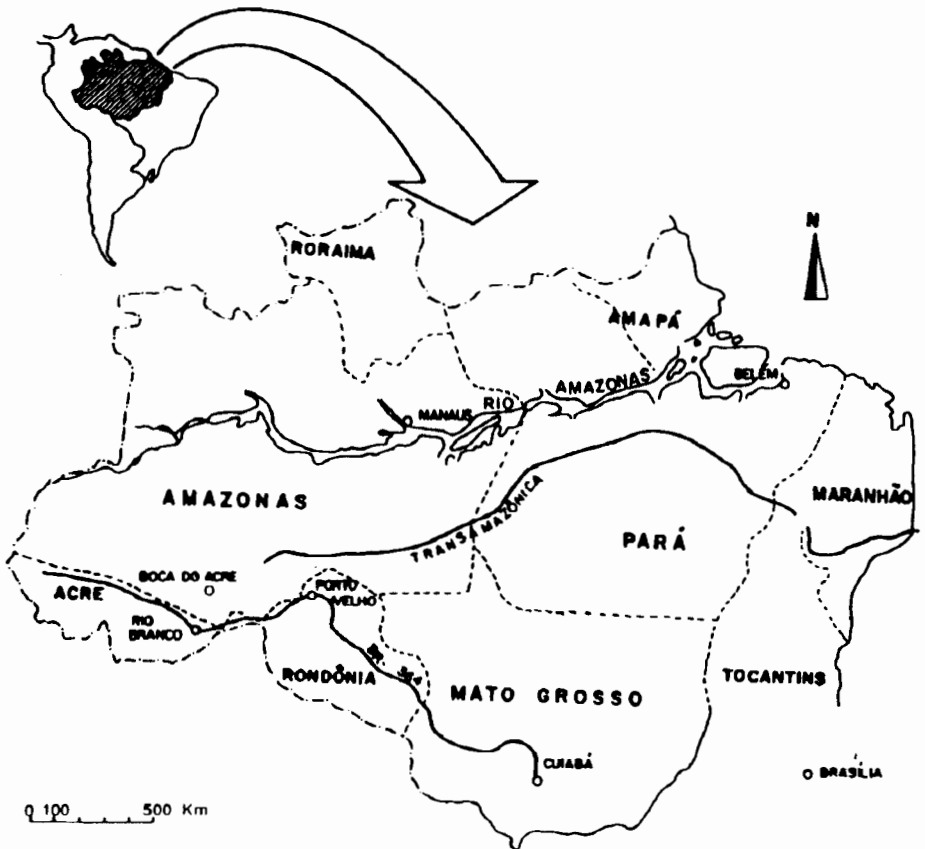 N
RORAIMA
AMAPÁ
BELÉM
RIO AMAZONAS
MANAUS
AMAZONAS
TRANSAMAZÔNICA
MARANHÃO
PARÁ
BOCA DO ACRE
ACRE
PORTO
VELHO
RIO
BRANCO
RONDÔNIA
MATO GROSSO
TOCANTINS
CUIABÁ
BRASÍLIA
0 100 500 Km